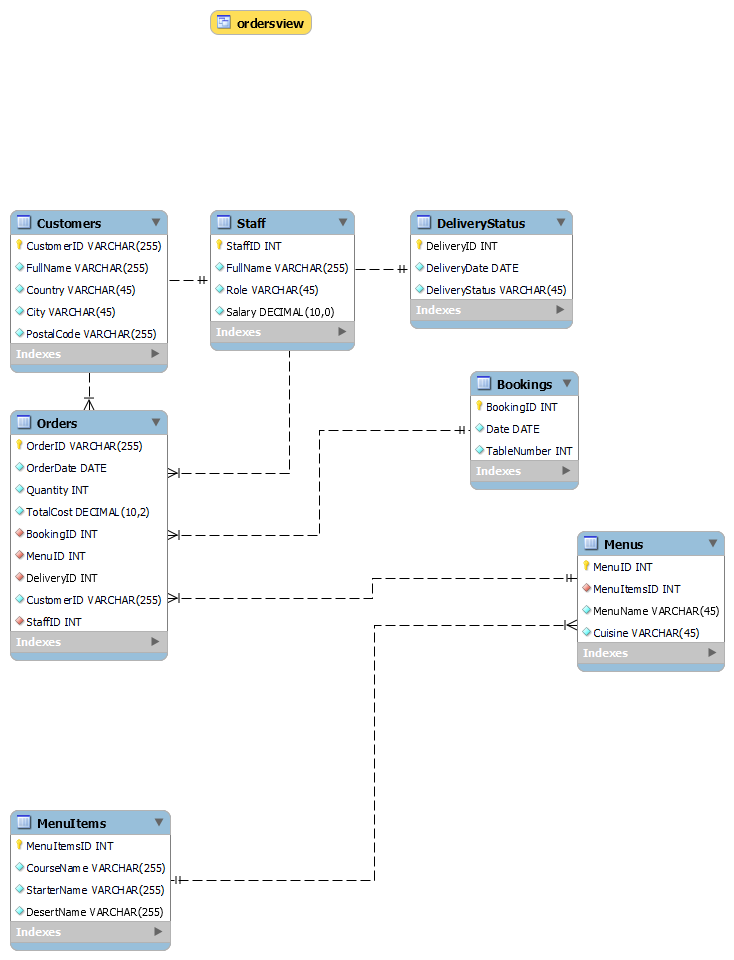 ordersview
Customers
CustomerID VARCHAR(255)
FullName VARCHAR(255)
Country VARCHAR(45)
City VARCHAR(45)
PostalCode VARCHAR(255)
Indexes
Staff
StaffID INT
FullName VARCHAR(255)
Role VARCHAR(45)
Salary DECIMAL(10,0)
Indexes
DeliveryStatus
DeliveryID INT
DeliveryDate DATE
DeliveryStatus VARCHAR(45)
Indexes
Bookings
BookingID INT
Date DATE
TableNumber INT
Indexes
Orders
OrderID VARCHAR(255)
OrderDate DATE
Quantity INT
TotalCost DECIMAL(10,2)
BookingID INT
MenuID INT
DeliveryID INT
CustomerID VARCHAR(255)
StaffID INT
Indexes
Menus
MenuID INT
MenuItemsID INT
MenuName VARCHAR(45)
Cuisine VARCHAR(45)
Indexes
MenuItems
MenuItemsID INT
CourseName VARCHAR(255)
StarterName VARCHAR(255)
DesertName VARCHAR(255)
Indexes